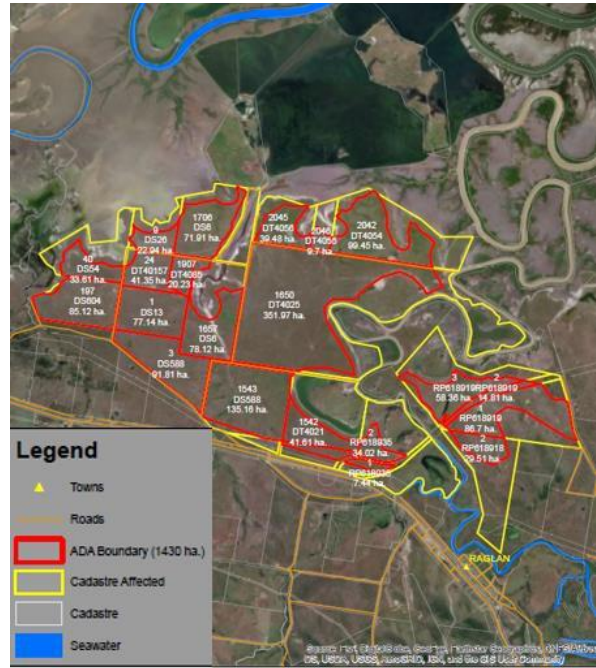 1706
DS6
71.91 ha.
2045
DT4056
39.48 ha.
2046
DT4055
9.7 ha.
2042
DT4054
99.45 ha.
9
DS26
22.94 ha.
40
DS54
33.61 ha.
24
DT40157
41.35 ha.
1907
DT4085
20.23 ha.
197
DS604
85.12 ha.
1
DS13
77.14 ha.
1650
DT4025
351.97 ha.
1657
DS6
78.12 ha.
3
DS588
91.81 ha.
1543
DS588
135.16 ha.
1542
DT4021
41.61 ha.
2
RP618935
34.02 ha.
1
7.44 ha.
3
RP618919
58.36 ha.
2
RP618919
14.81 ha.
1
RP618919
86.7 ha.
2
RP618918
29.51 ha.
RAGLAN
Legend
Towns
Roads
ADA Boundary (1430 ha.)
Cadastre Affected
Cadastre
Seawater